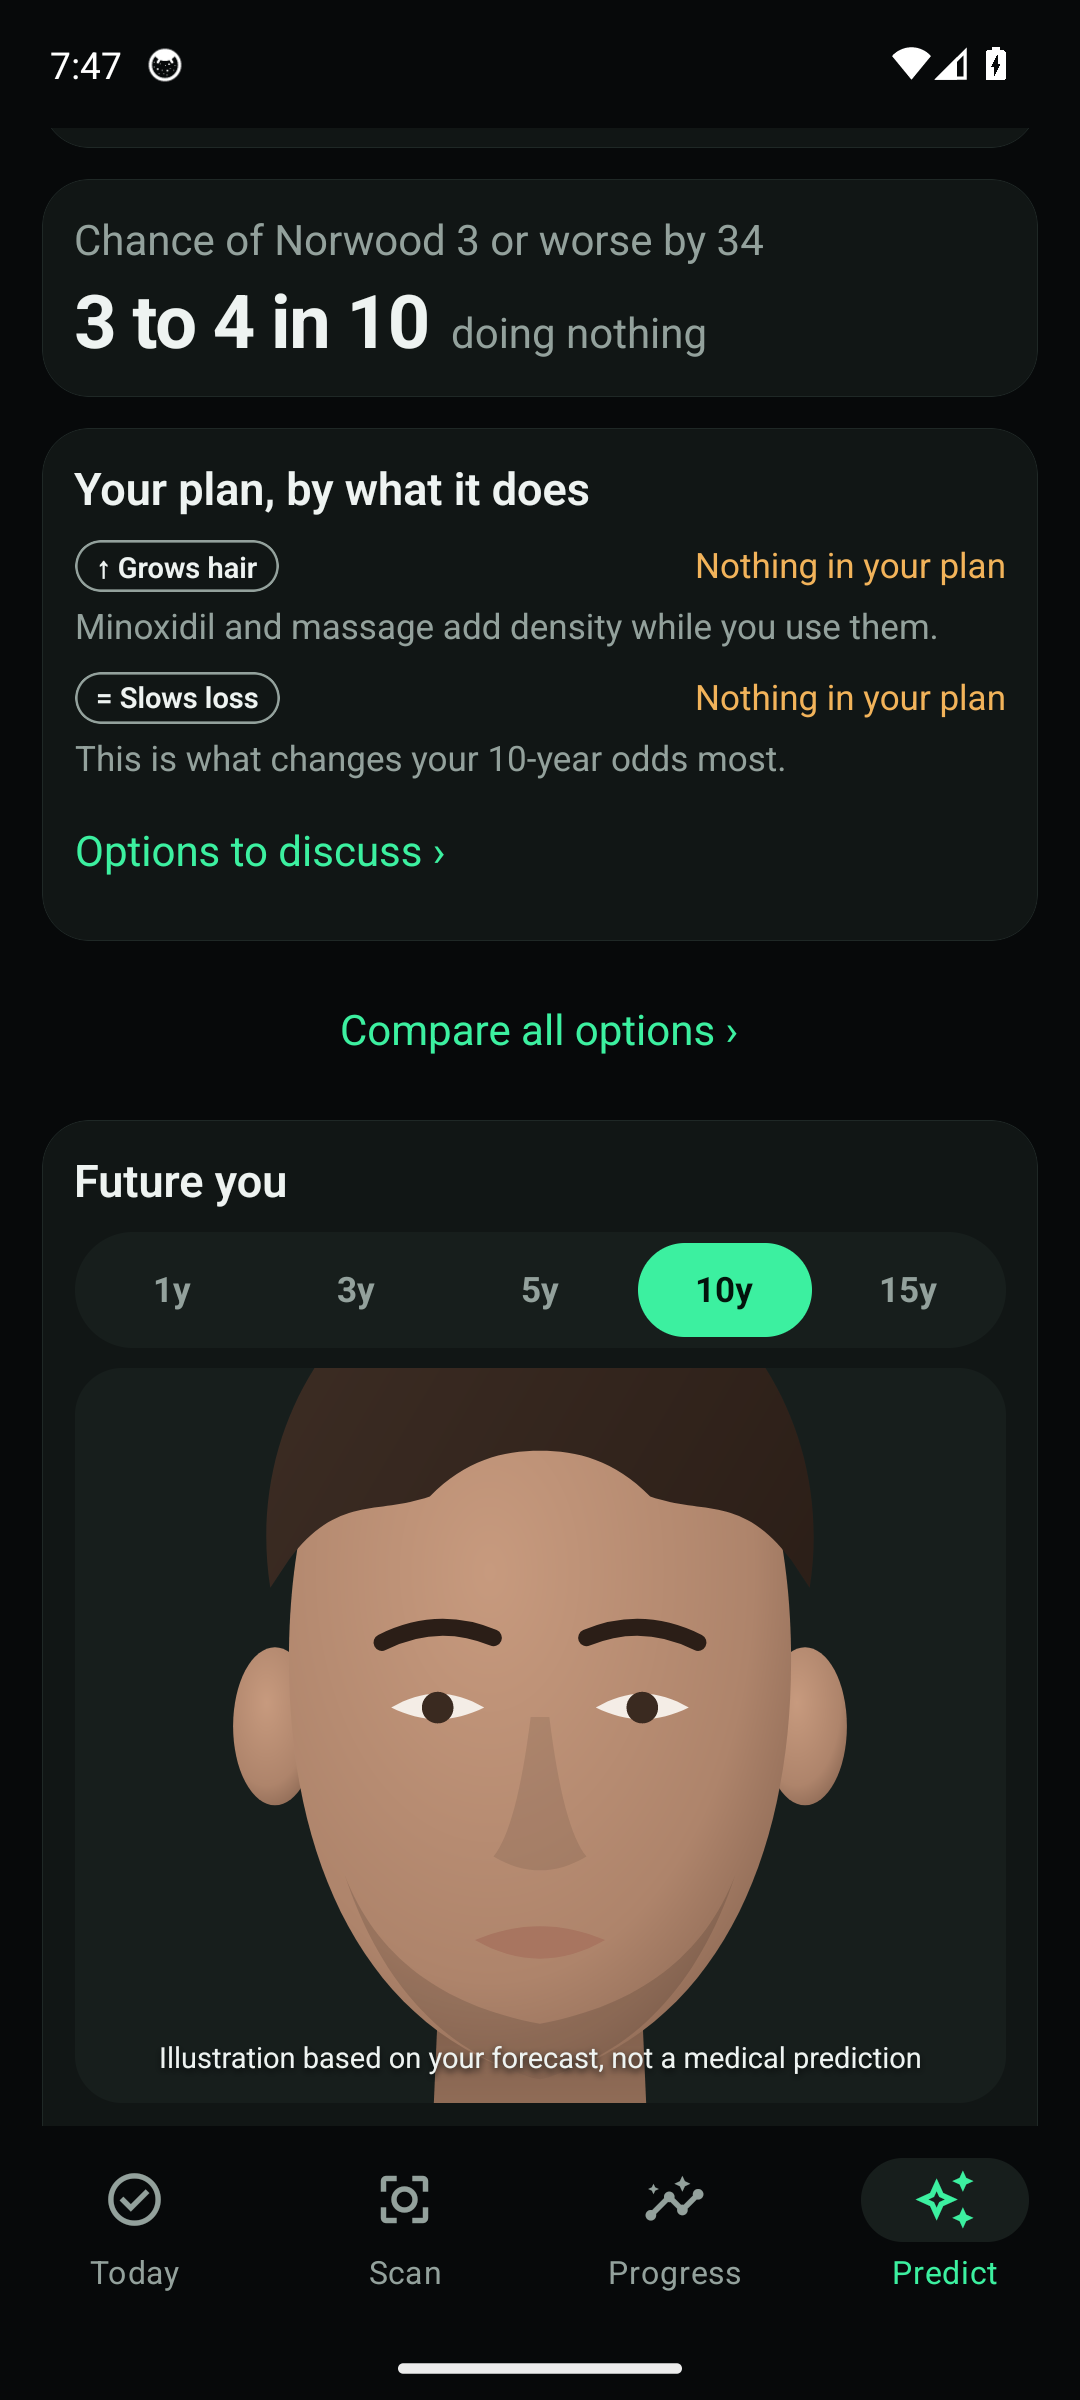 7:47
Chance of Norwood 3 or worse by 34
3 to 4 in 10 doing nothing
Your plan, by what it does
↑ Grows hair
Nothing in your plan
Minoxidil and massage add density while you use them.
= Slows loss
Nothing in your plan
This is what changes your 10-year odds most.
Options to discuss ›
Compare all options ›
Future you
1y 3y 5y 10y 15y
Illustration based on your forecast, not a medical prediction
Today Scan Progress Predict